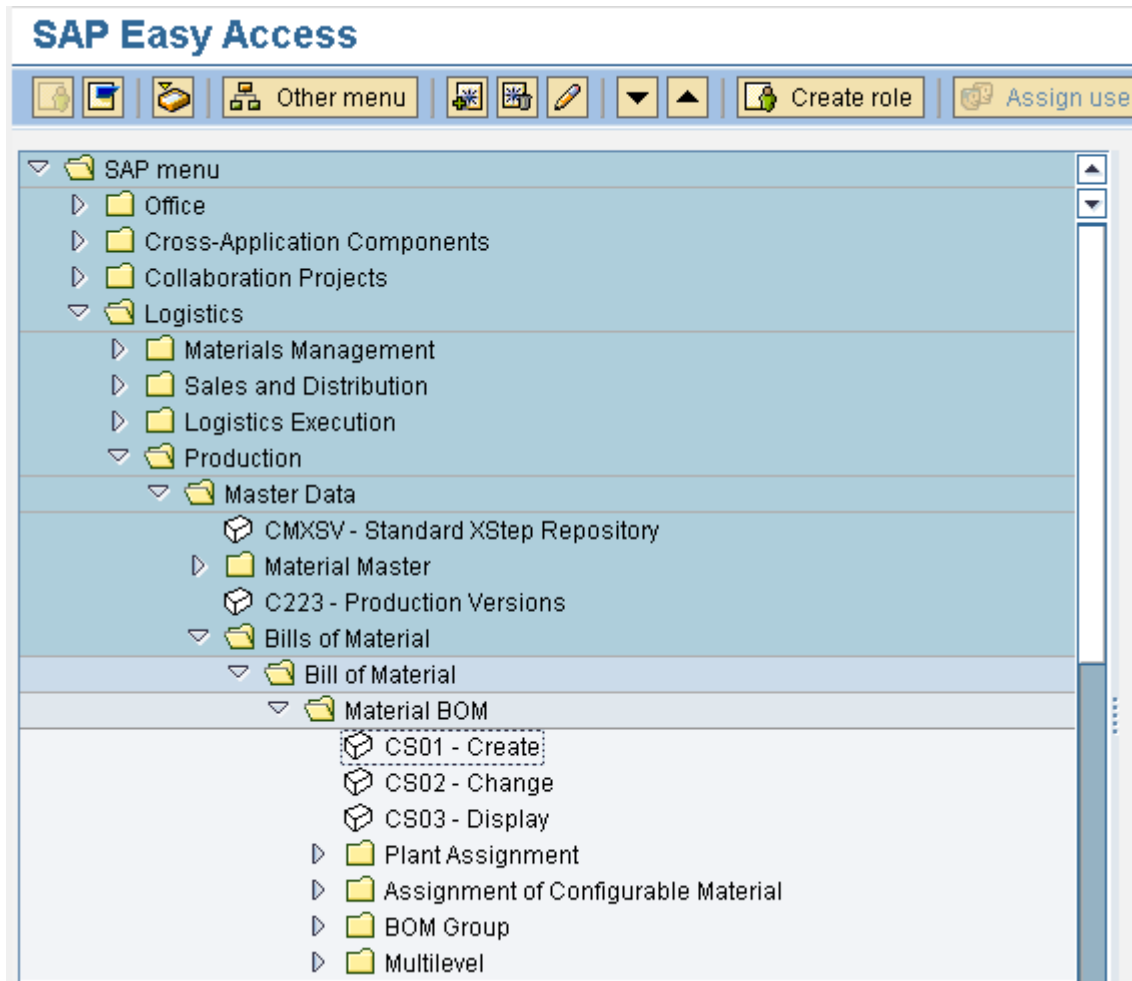 SAP Easy Access
Other menu Create role Assign use
SAP menu
Office
Cross-Application Components
Collaboration Projects
Logistics
Materials Management
Sales and Distribution
Logistics Execution
Production
Master Data
CMXSV - Standard XStep Repository
Material Master
C223 - Production Versions
Bills of Material
Bill of Material
Material BOM
CS01 - Create
CS02 - Change
CS03 - Display
Plant Assignment
Assignment of Configurable Material
BOM Group
Multilevel